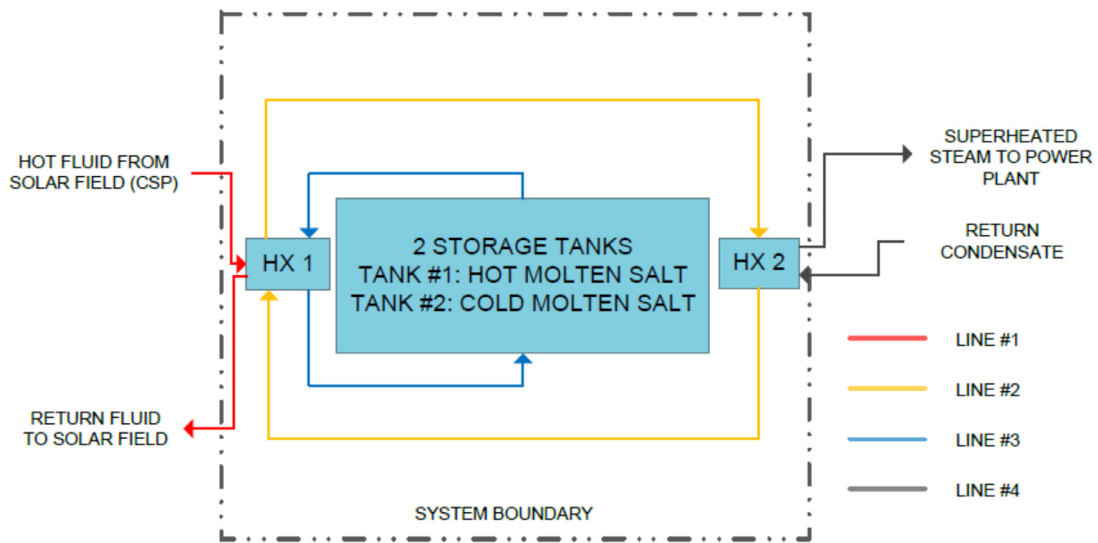 HOT FLUID FROM
SOLAR FIELD (CSP)
HX 1
2 STORAGE TANKS
TANK #1: HOT MOLTEN SALT
TANK #2: COLD MOLTEN SALT
HX 2
SUPERHEATED
STEAM TO POWER
PLANT
RETURN
CONDENSATE
RETURN FLUID
TO SOLAR FIELD
LINE #1
LINE #2
LINE #3
LINE #4
SYSTEM BOUNDARY